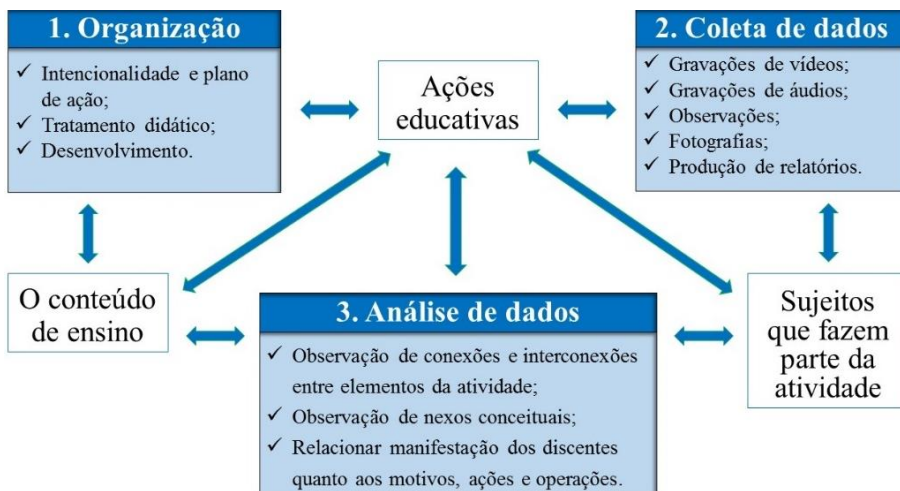 1. Organização
✓ Intencionalidade e plano
de ação;
✓ Tratamento didático;
✓ Desenvolvimento.
Ações
educativas
2. Coleta de dados
✓ Gravações de vídeos;
✓ Gravações de áudios;
✓ Observações;
✓ Fotografias;
✓ Produção de relatórios.
O conteúdo
de ensino
3. Análise de dados
✓ Observação de conexões e interconexões
entre elementos da atividade;
✓ Observação de nexos conceituais;
✓ Relacionar manifestação dos discentes
quanto aos motivos, ações e operações.
Sujeitos
que fazem
parte da
atividade